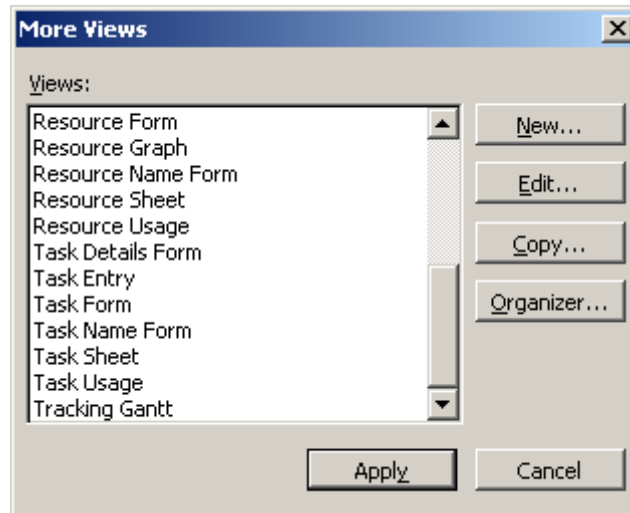 More Views
Views:
Resource Form
Resource Graph
Resource Name Form
Resource Sheet
Resource Usage
Task Details Form
Task Entry
Task Form
Task Name Form
Task Sheet
Task Usage
Tracking Gantt
New...
Edit...
Copy...
Organizer...
Apply
Cancel